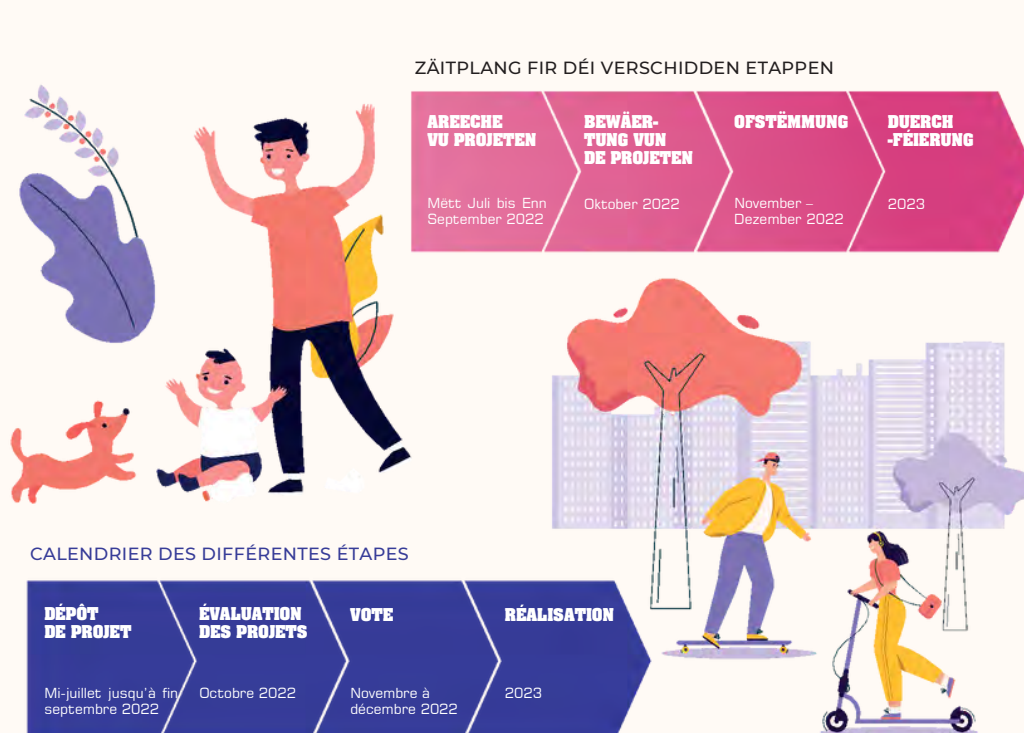 ZÄITPLANG FIR DÉI VERSCHIDDEN ETAPPEN
AREECHE
VU PROJETEN
Mëtt Juli bis Enn
September 2022
BEWÄER-
TUNG VUN
DE PROJETEN
Oktober 2022
OFSTËMMUNG
November –
Dezember 2022
DUERCH
-FÉIERUNG
2023
CALENDRIER DES DIFFÉRENTES ÉTAPES
DÉPÔT
DE PROJET
Mi-juillet jusqu'à fin
septembre 2022
ÉVALUATION
DES PROJETS
Octobre 2022
VOTE
Novembre à
décembre 2022
RÉALISATION
2023